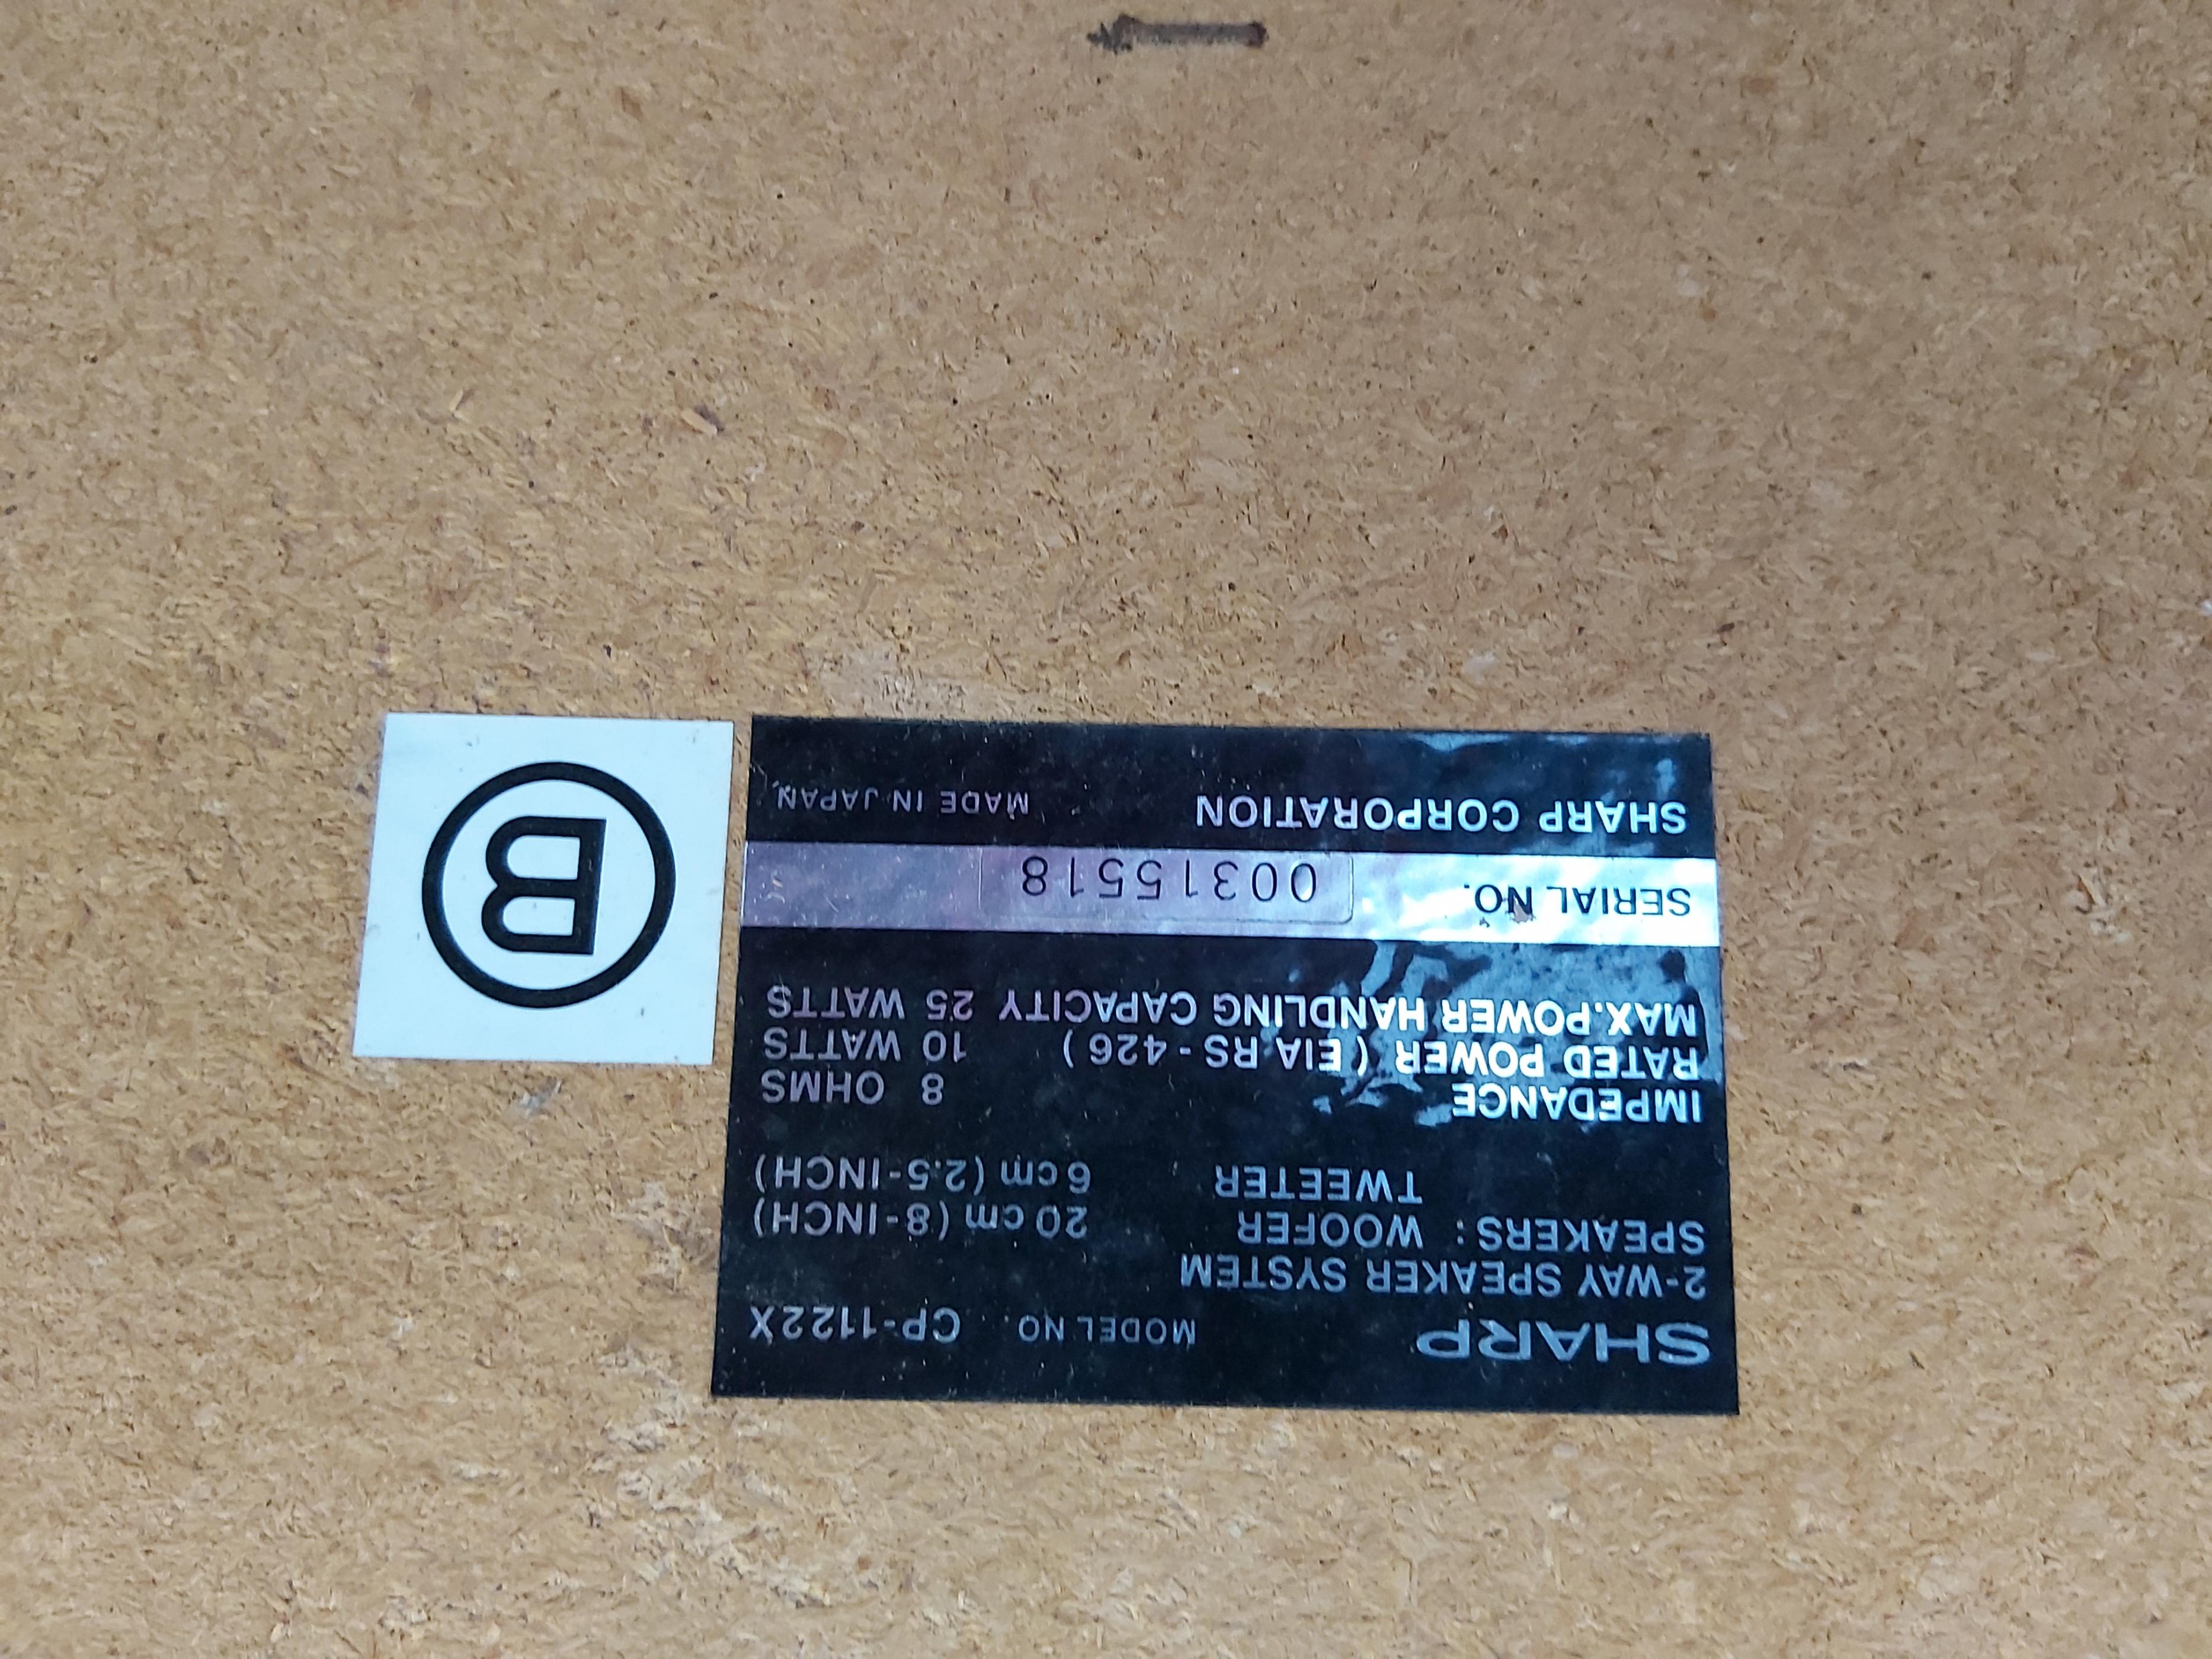 SHARP MODEL NO. CP-1122X
2-WAY SPEAKER SYSTEM
SPEAKERS: WOOFER 20 cm (8-INCH)
TWEETER 6 cm (2.5-INCH)
IMPEDANCE 8 OHMS
RATED POWER (EIA RS-426) 10 WATTS
MAX.POWER HANDLING CAPACITY 25 WATTS
SERIAL NO. 00315518
SHARP CORPORATION MADE IN JAPAN
B